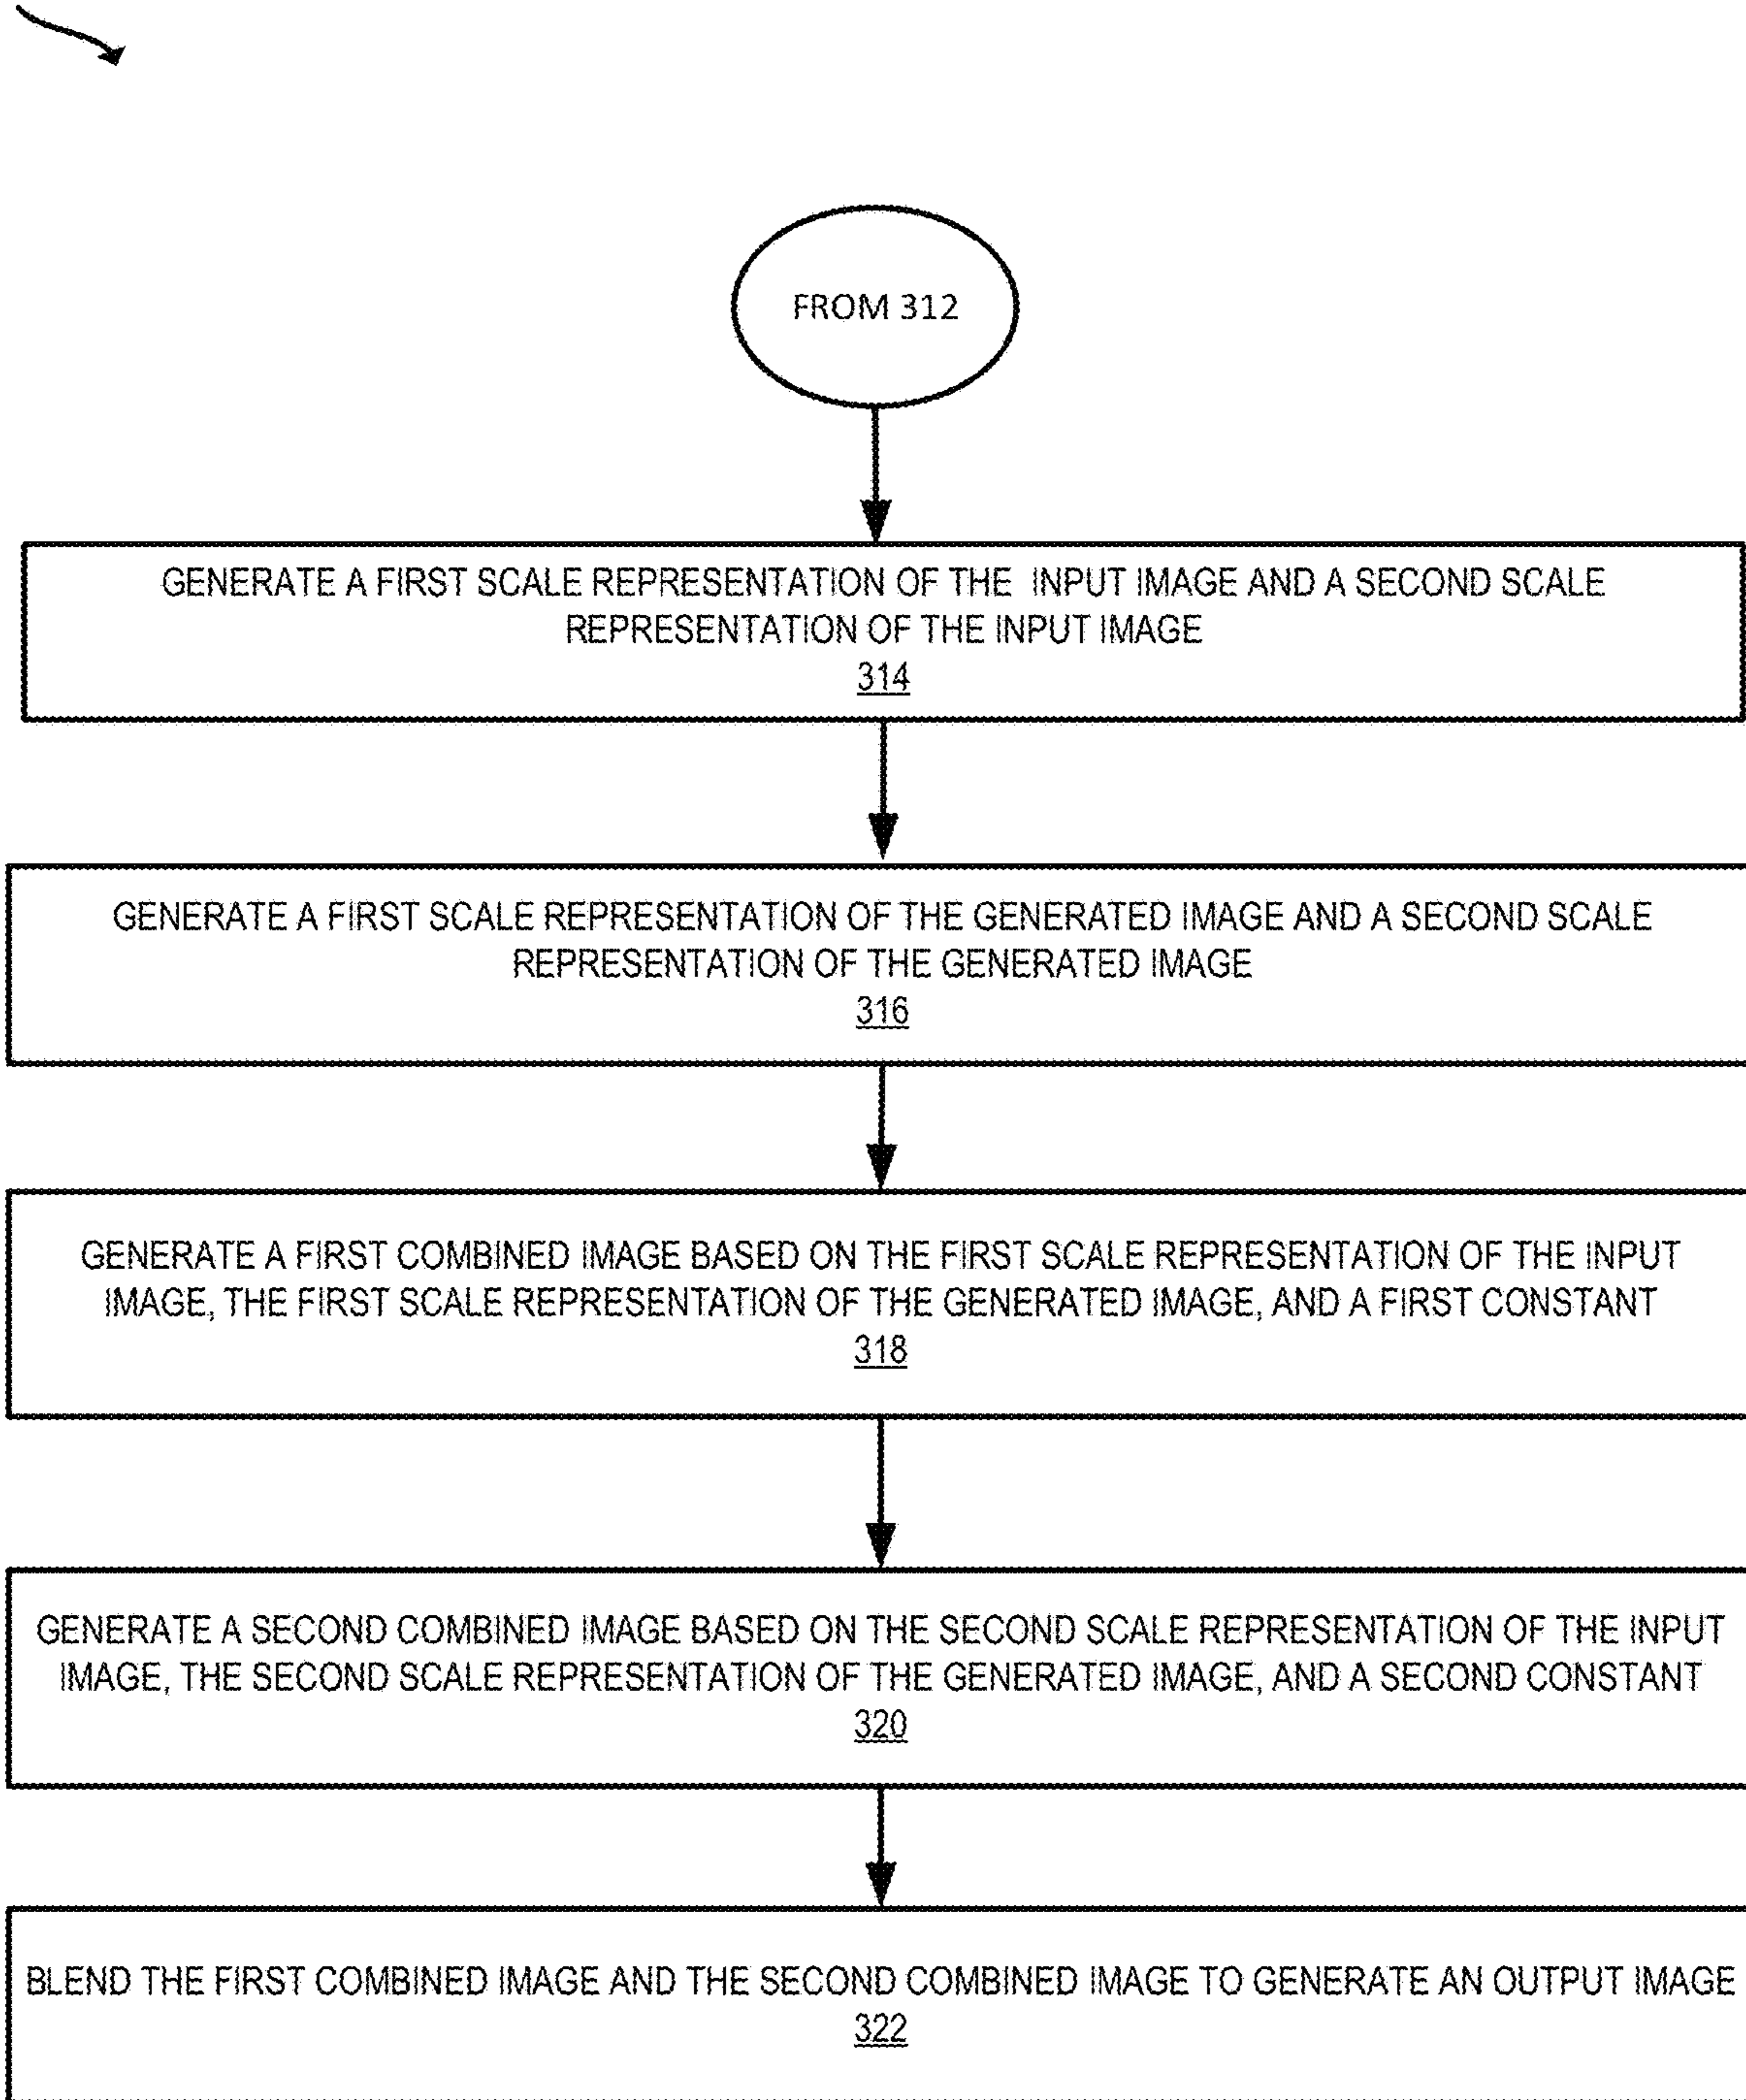 FROM 312
GENERATE A FIRST SCALE REPRESENTATION OF THE INPUT IMAGE AND A SECOND SCALE
REPRESENTATION OF THE INPUT IMAGE
314
GENERATE A FIRST SCALE REPRESENTATION OF THE GENERATED IMAGE AND A SECOND SCALE
REPRESENTATION OF THE GENERATED IMAGE
316
GENERATE A FIRST COMBINED IMAGE BASED ON THE FIRST SCALE REPRESENTATION OF THE INPUT
IMAGE, THE FIRST SCALE REPRESENTATION OF THE GENERATED IMAGE, AND A FIRST CONSTANT
318
GENERATE A SECOND COMBINED IMAGE BASED ON THE SECOND SCALE REPRESENTATION OF THE INPUT
IMAGE, THE SECOND SCALE REPRESENTATION OF THE GENERATED IMAGE, AND A SECOND CONSTANT
320
BLEND THE FIRST COMBINED IMAGE AND THE SECOND COMBINED IMAGE TO GENERATE AN OUTPUT IMAGE
322